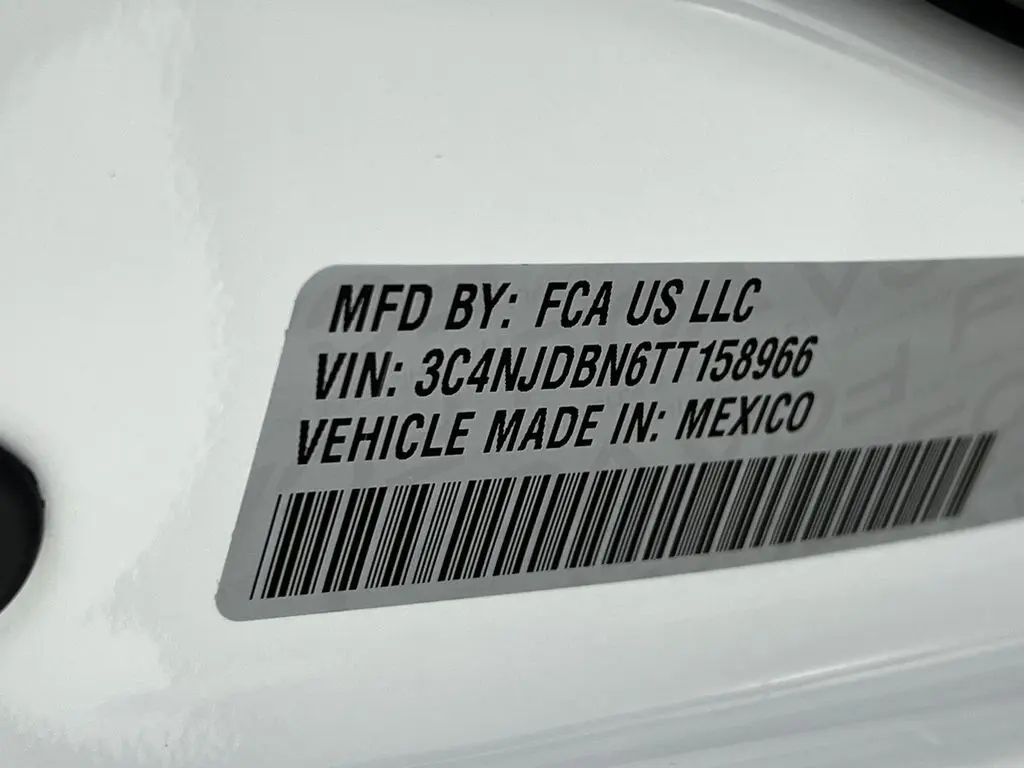 MFD BY: FCA US LLC
VIN: 3C4NJDBN6TT158966
VEHICLE MADE IN: MEXICO